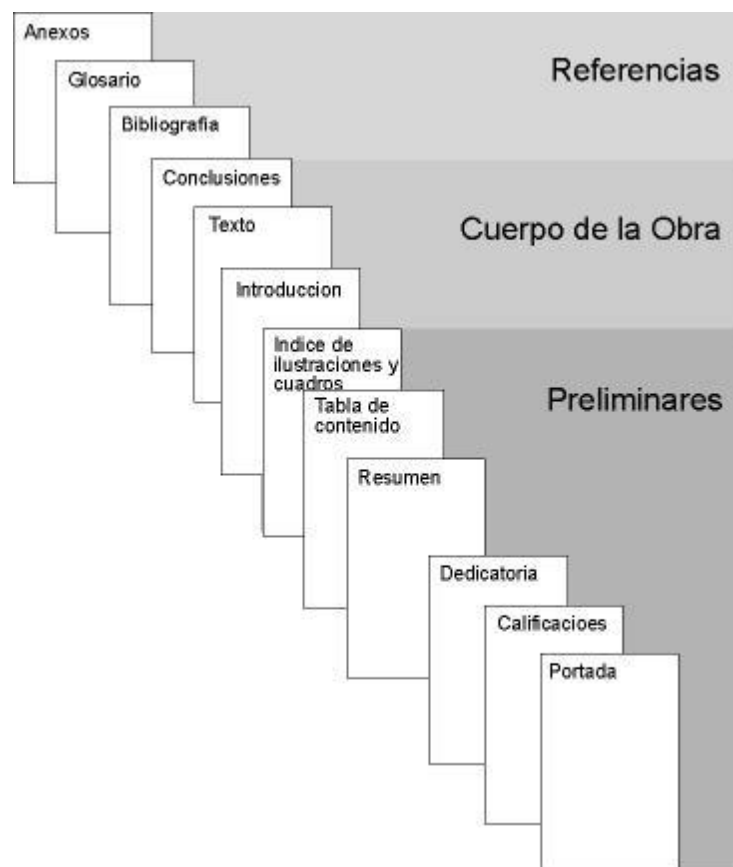 Anexos
Referencias
Glosario
Bibliografia
Conclusiones
Texto
Cuerpo de la Obra
Introduccion
Indice de
ilustraciones y
cuadros
Preliminares
Tabla de
contenido
Resumen
Dedicatoria
Calificacioes
Portada